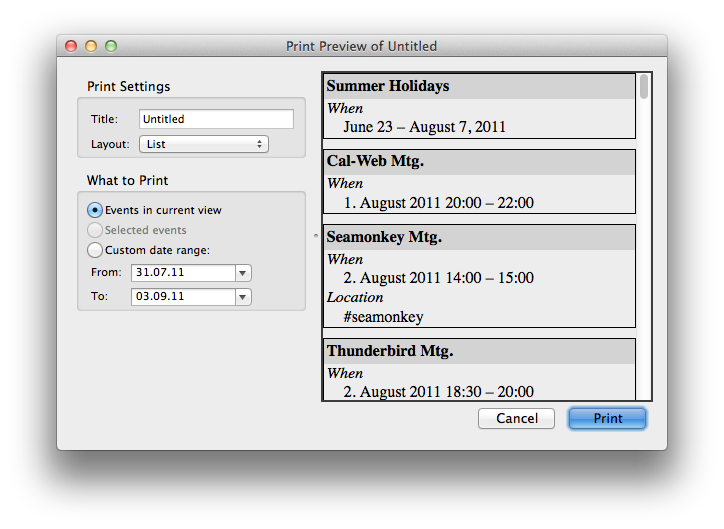 Print Preview of Untitled
Print Settings
Title: Untitled
Layout: List
What to Print
Events in current view
Selected events
Custom date range:
From: 31.07.11
To: 03.09.11
Summer Holidays
When
June 23 – August 7, 2011
Cal-Web Mtg.
When
1. August 2011 20:00 – 22:00
Seamonkey Mtg.
When
2. August 2011 14:00 – 15:00
Location
#seamonkey
Thunderbird Mtg.
When
2. August 2011 18:30 – 20:00
Cancel Print